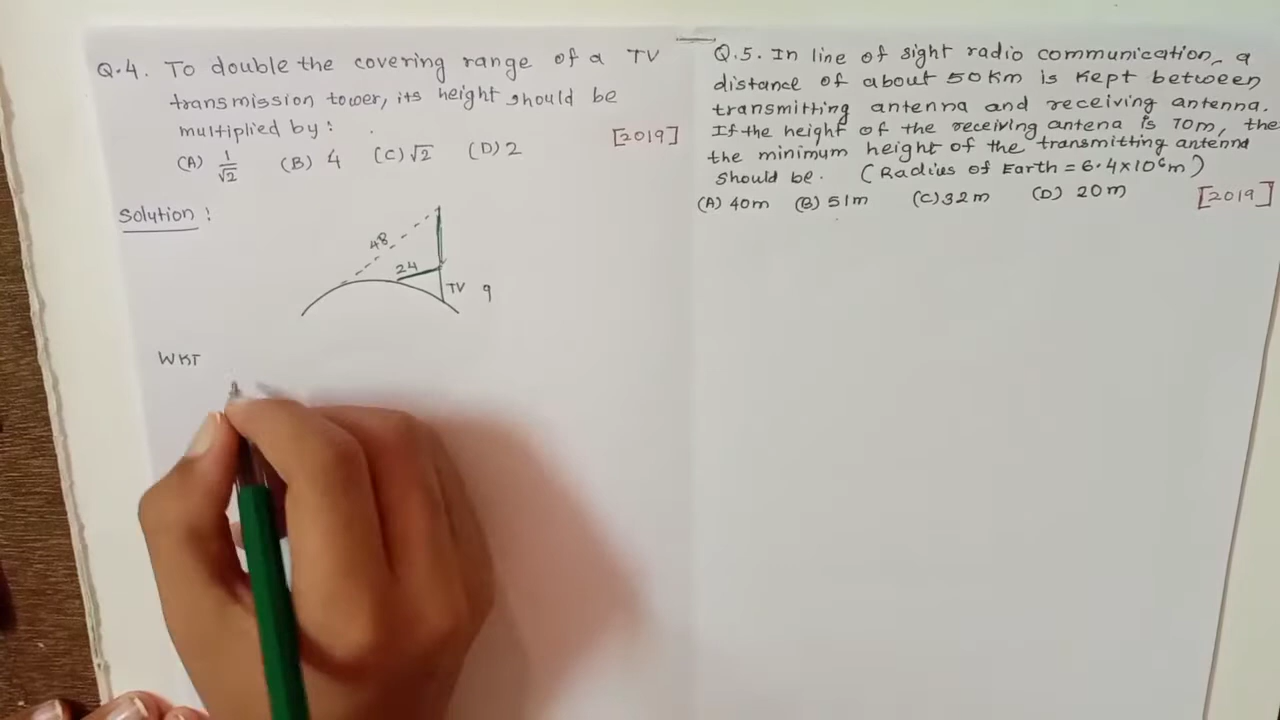 Q.4. To double the covering range of a TV
transmission tower, its height should be
multiplied by:
[2019]
(A) 1/√2 (B) 4 (C) √2 (D) 2
Solution:
48
24
TV 9
WKT
Q.5. In line of sight radio communication, a
distance of about 50 Km is kept between
transmitting antenna and receiving antenna.
If the height of the receiving antena is 70m, the
the minimum height of the transmitting antenna
should be. (Radius of Earth = 6.4×10⁶m)
(A) 40m (B) 51m (C) 32m (D) 20m [2019]